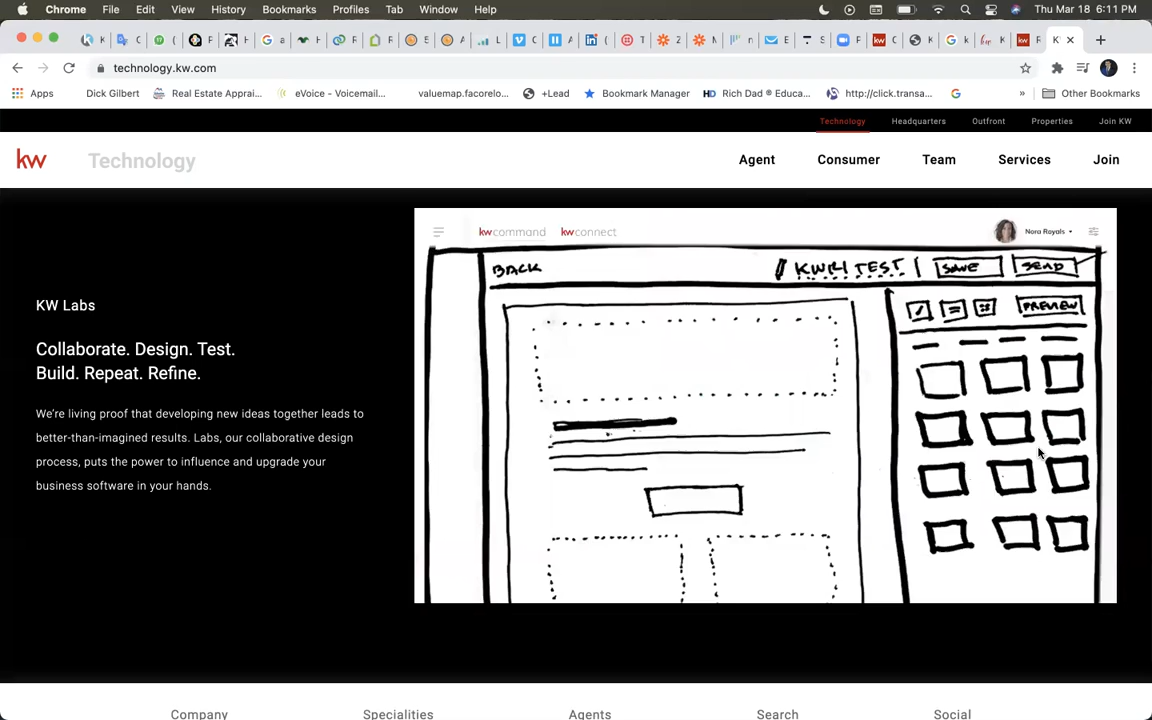 Chrome File Edit View History Bookmarks Profiles Tab Window Help Thu Mar 18 6:11 PM
technology.kw.com
Apps Dick Gilbert Real Estate Apprai... eVoice - Voicemail... valuemap.facorelo... +Lead Bookmark Manager HD Rich Dad ® Educa... http://click.transa... » Other Bookmarks
Technology Headquarters Outfront Properties Join KW
kw Technology Agent Consumer Team Services Join
kwcommand kwconnect Nora Royals
BACK KWRI TEST SAVE SEND
PREVIEW
KW Labs
Collaborate. Design. Test.
Build. Repeat. Refine.
We’re living proof that developing new ideas together leads to
better-than-imagined results. Labs, our collaborative design
process, puts the power to influence and upgrade your
business software in your hands.
Company Specialities Agents Search Social